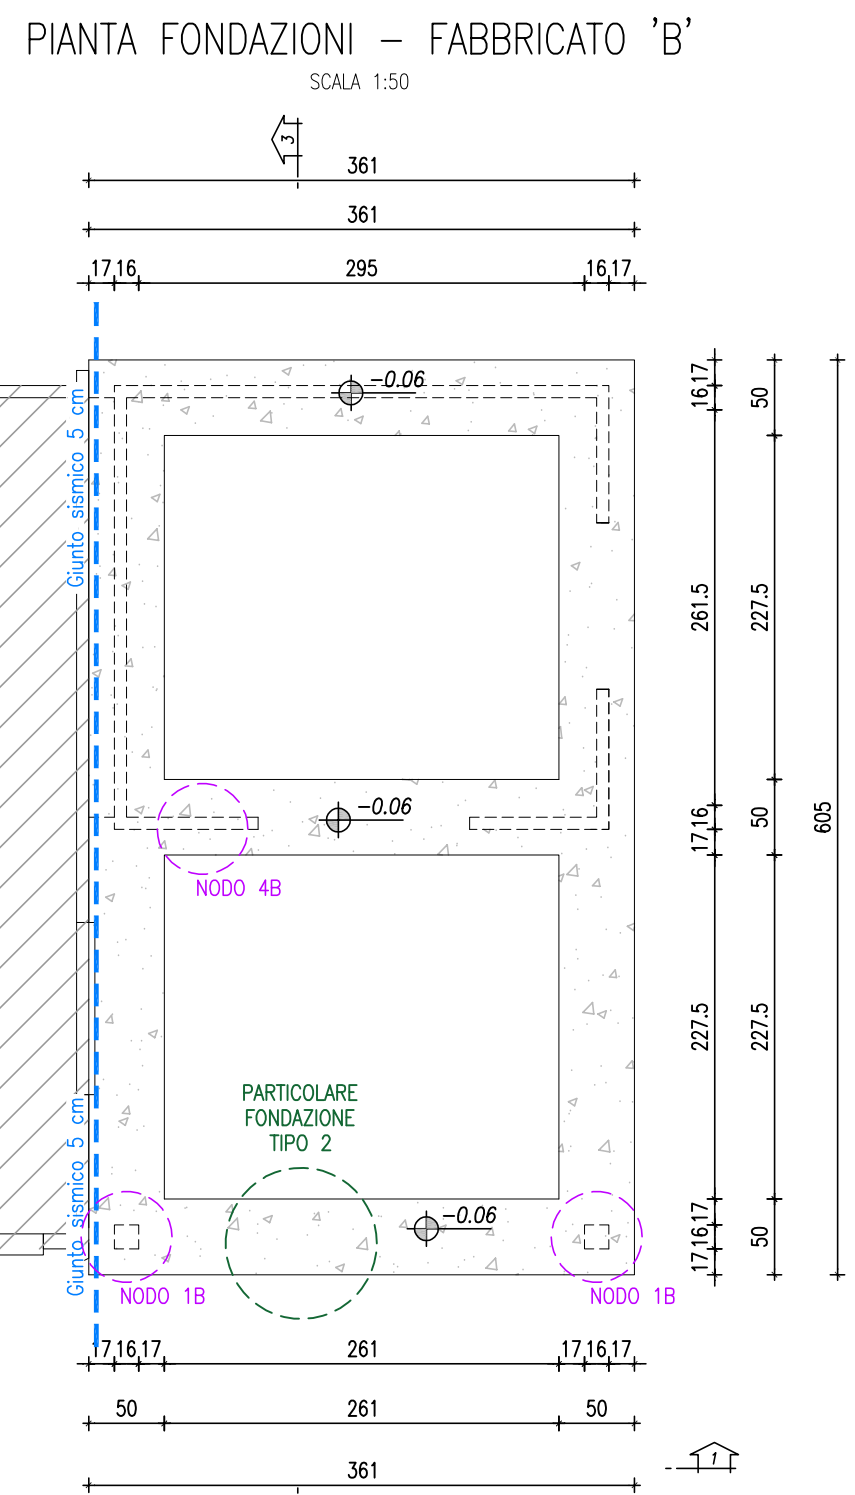 PIANTA FONDAZIONI – FABBRICATO 'B'
SCALA 1:50
3
361
361
17 16 295 16 17
Giunto sismico 5 cm
-0.06
16 17
50
261.5
227.5
-0.06
17 16
50
605
NODO 4B
227.5
227.5
PARTICOLARE
FONDAZIONE
TIPO 2
Giunto sismico 5 cm
-0.06
17 16 17
50
NODO 1B
NODO 1B
17 16 17 261 17 16 17
50 261 50
361
1